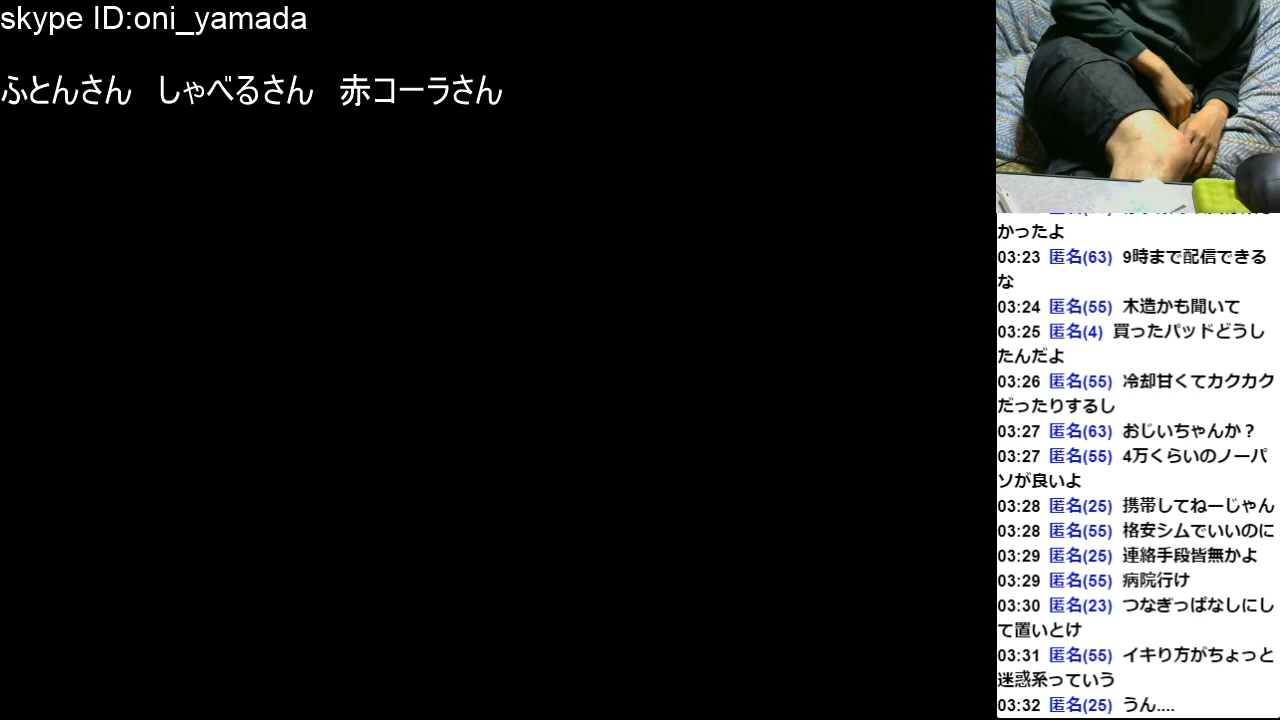 skype ID:oni_yamada
ふとんさん　しゃべるさん　赤コーラさん
かったよ
03:23 匿名(63) 9時まで配信できる
な
03:24 匿名(55) 木造かも聞いて
03:25 匿名(4) 買ったパッドどうし
たんだよ
03:26 匿名(55) 冷却甘くてカクカク
だったりするし
03:27 匿名(63) おじいちゃんか？
03:27 匿名(55) 4万くらいのノーパ
ソが良いよ
03:28 匿名(25) 携帯してねーじゃん
03:28 匿名(55) 格安シムでいいのに
03:29 匿名(25) 連絡手段皆無かよ
03:29 匿名(55) 病院行け
03:30 匿名(23) つなぎっぱなしにし
て置いとけ
03:31 匿名(55) イキり方がちょっと
迷惑系っていう
03:32 匿名(25) うん....